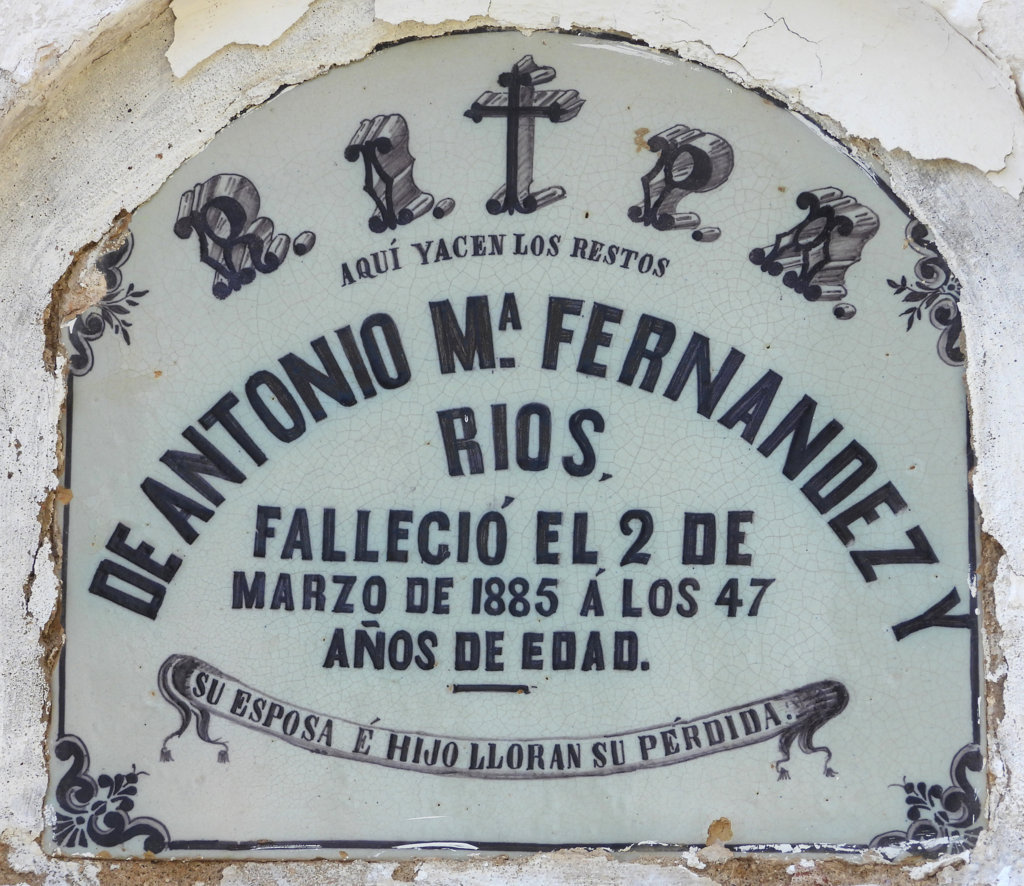 R. I. P. A.
AQUÍ YACEN LOS RESTOS
DE ANTONIO Mª FERNANDEZ Y
RIOS,
FALLECIÓ EL 2 DE
MARZO DE 1885 Á LOS 47
AÑOS DE EDAD.
SU ESPOSA É HIJO LLORAN SU PÉRDIDA.